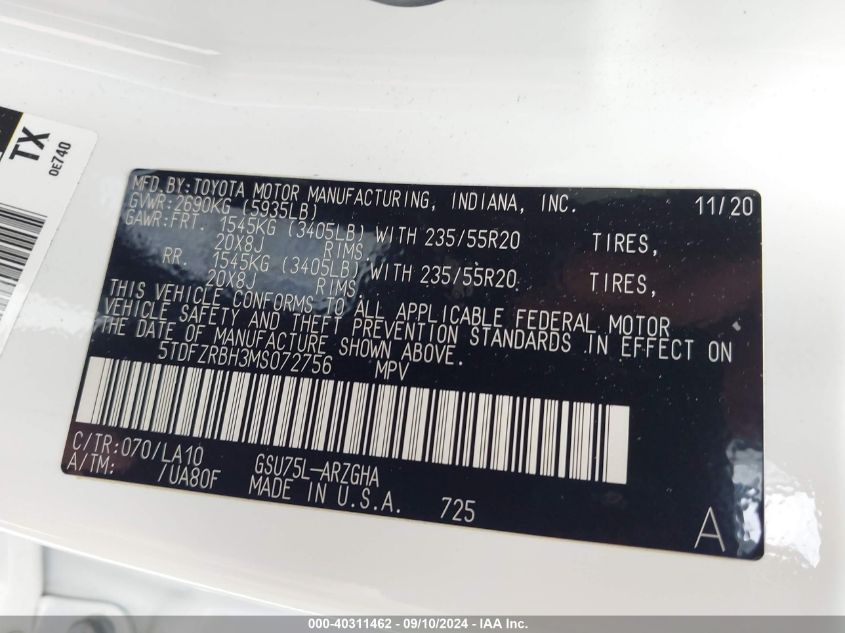 TX
OE740
MFD. BY: TOYOTA MOTOR MANUFACTURING, INDIANA, INC. 11/20
GVWR: 2690KG (5935LB)
GAWR: FRT. 1545KG (3405LB) WITH 235/55R20 TIRES,
20X8J RIMS,
RR. 1545KG (3405LB) WITH 235/55R20 TIRES,
20X8J RIMS,
THIS VEHICLE CONFORMS TO ALL APPLICABLE FEDERAL MOTOR
VEHICLE SAFETY AND THEFT PREVENTION STANDARDS IN EFFECT ON
THE DATE OF MANUFACTURE SHOWN ABOVE.
5TDFZRBH3MS072756 MPV
C/TR: 070/LA10 GSU75L-ARZGHA
A/TM: /UA80F MADE IN U.S.A. 725 A
000-40311462 - 09/10/2024 - IAA Inc.